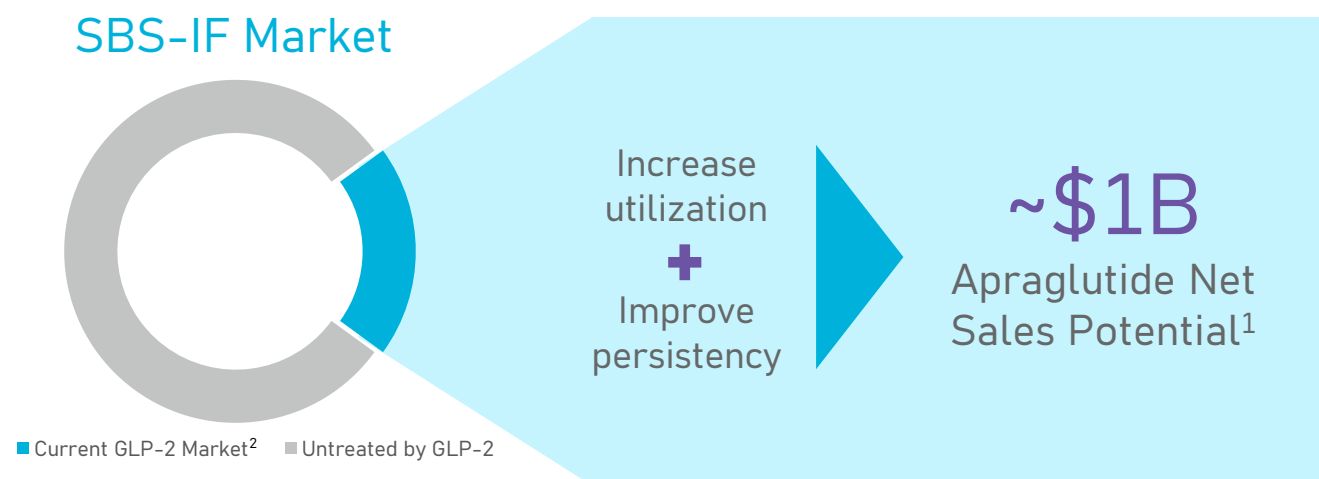 SBS-IF Market
Increase
utilization
+
Improve
persistency
~$1B
Apraglutide Net
Sales Potential¹
Current GLP-2 Market²
Untreated by GLP-2